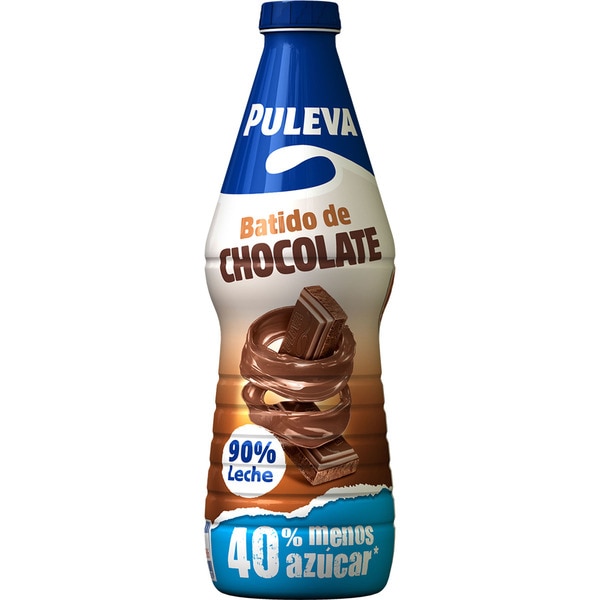 PULEVA
Batido de
CHOCOLATE
90%
Leche
40% menos
azúcar*